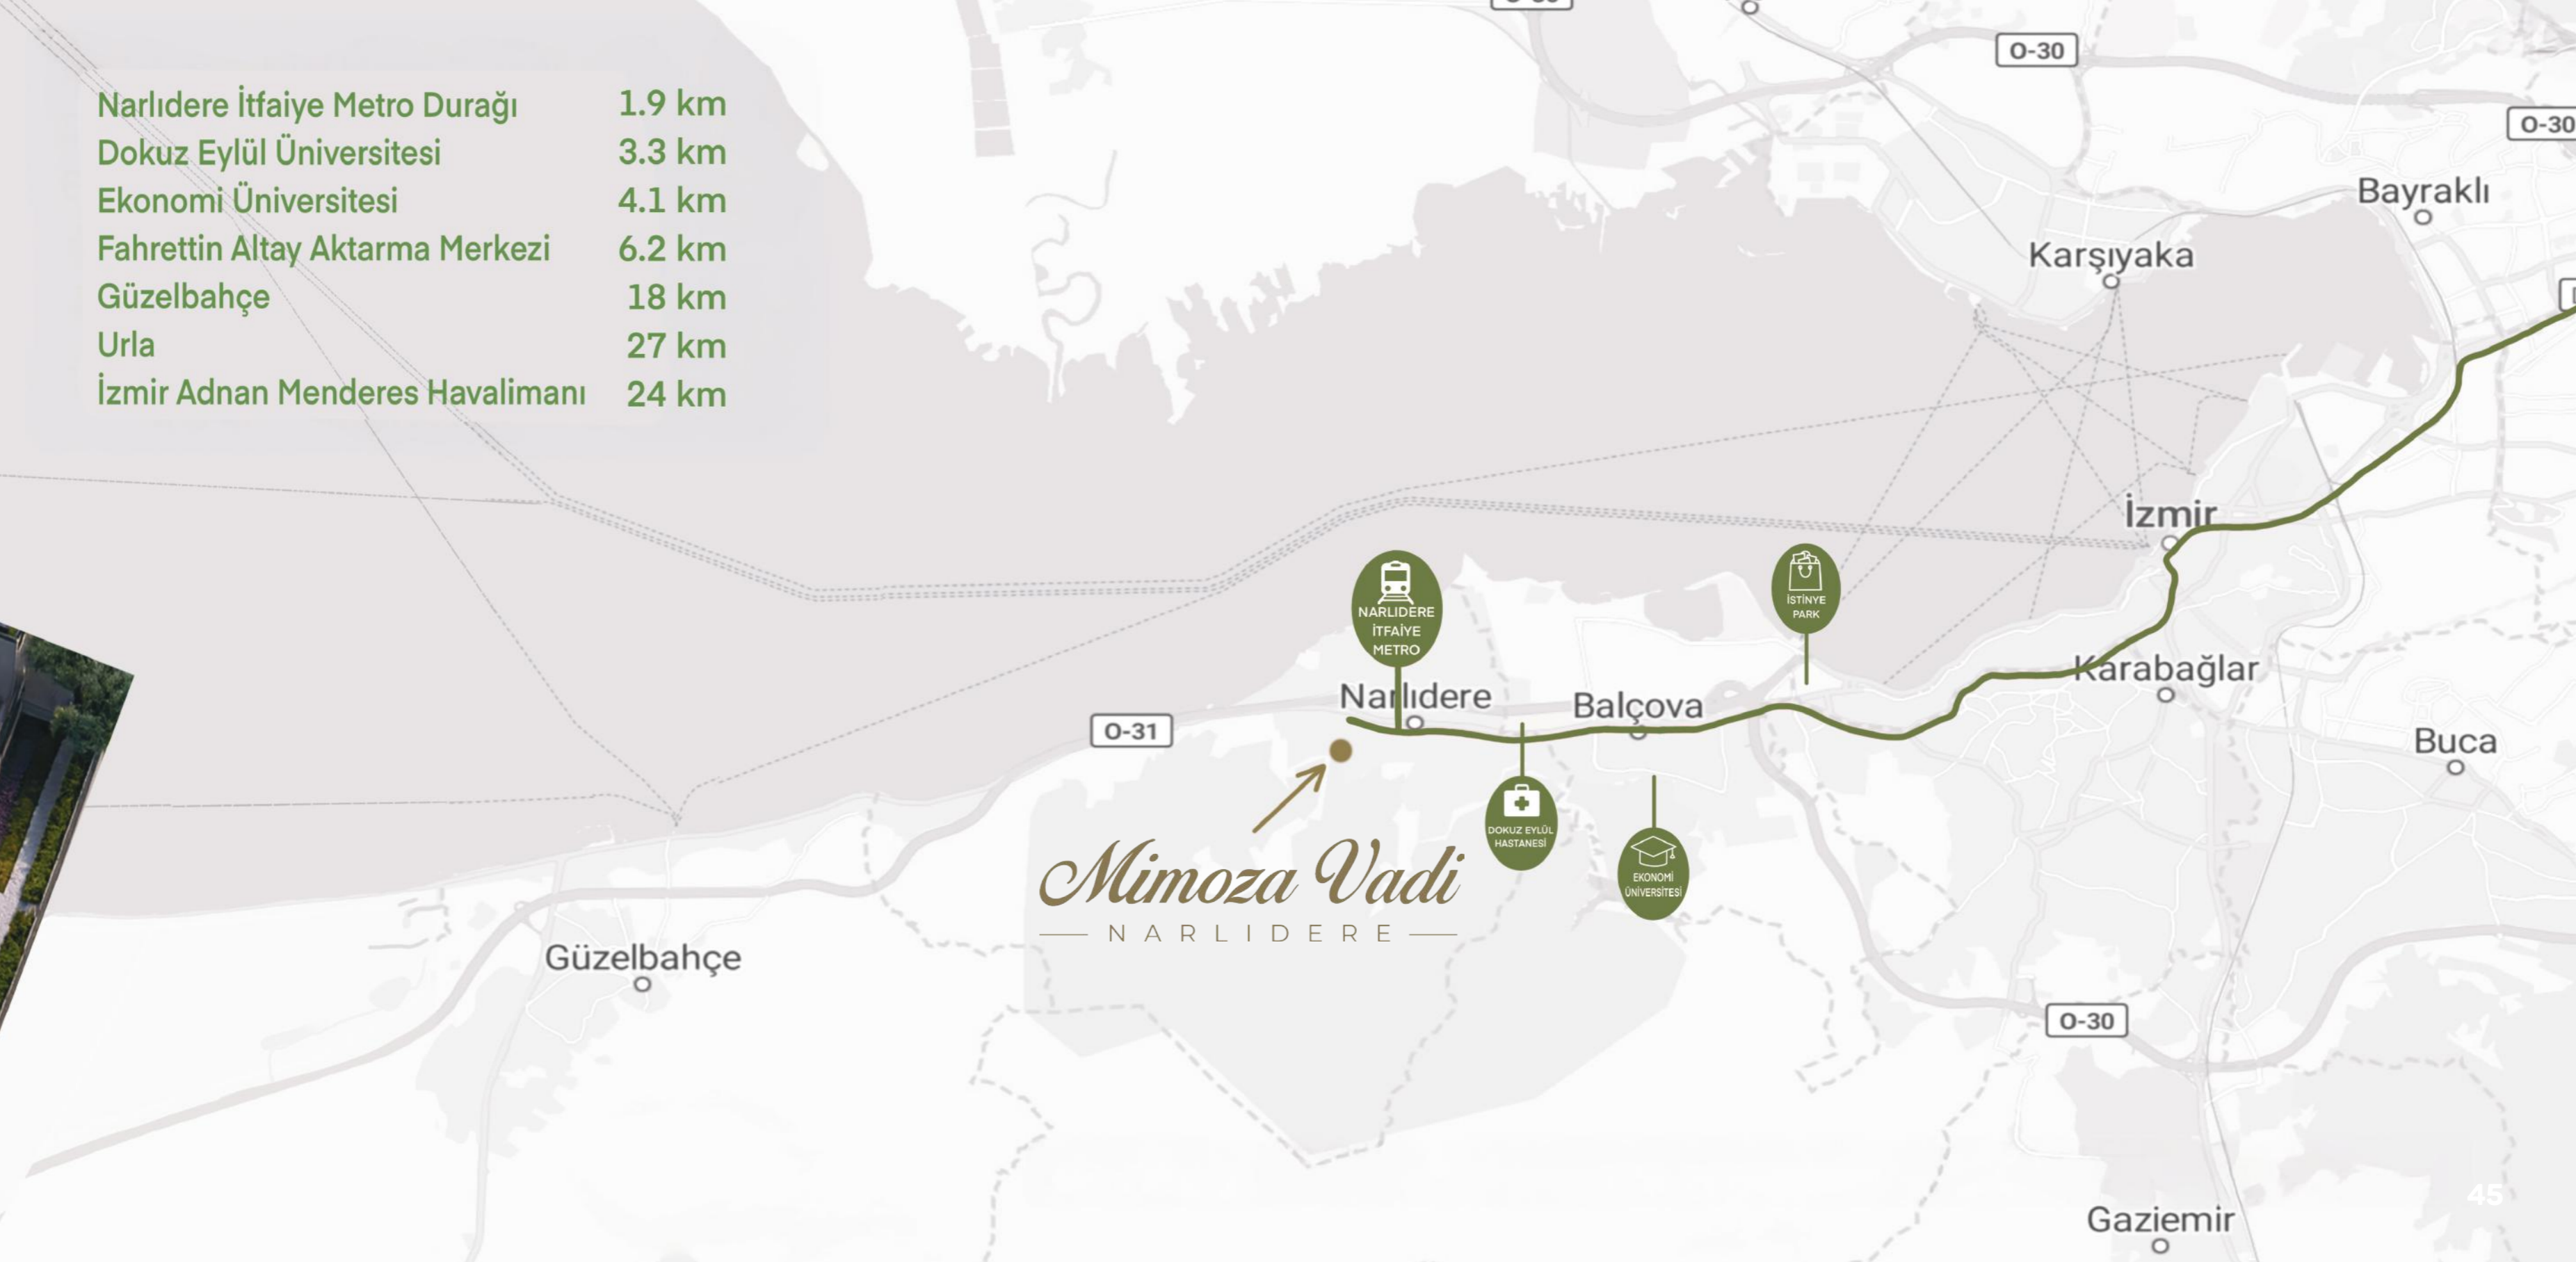 Narlıdere İtfaiye Metro Durağı 1.9 km
Dokuz Eylül Üniversitesi 3.3 km
Ekonomi Üniversitesi 4.1 km
Fahrettin Altay Aktarma Merkezi 6.2 km
Güzelbahçe 18 km
Urla 27 km
İzmir Adnan Menderes Havalimanı 24 km
O-30
O-30
Bayraklı
Karşıyaka
İzmir
NARLIDERE
İTFAİYE
METRO
İSTİNYE
PARK
Narlıdere
Balçova
Karabağlar
O-31
Buca
DOKUZ EYLÜL
HASTANESİ
EKONOMİ
ÜNİVERSİTESİ
Mimoza Vadi
NARLIDERE
Güzelbahçe
O-30
45
Gaziemir